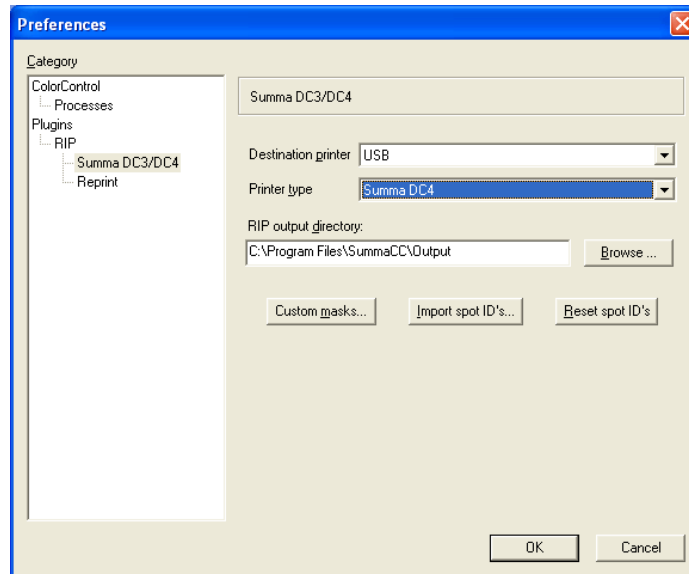 Preferences
Category
ColorControl
Processes
Plugins
RIP
Summa DC3/DC4
Reprint
Summa DC3/DC4
Destination printer USB
Printer type Summa DC4
RIP output directory:
C:\Program Files\SummaCC\Output Browse ...
Custom masks... Import spot ID's... Reset spot ID's
OK Cancel